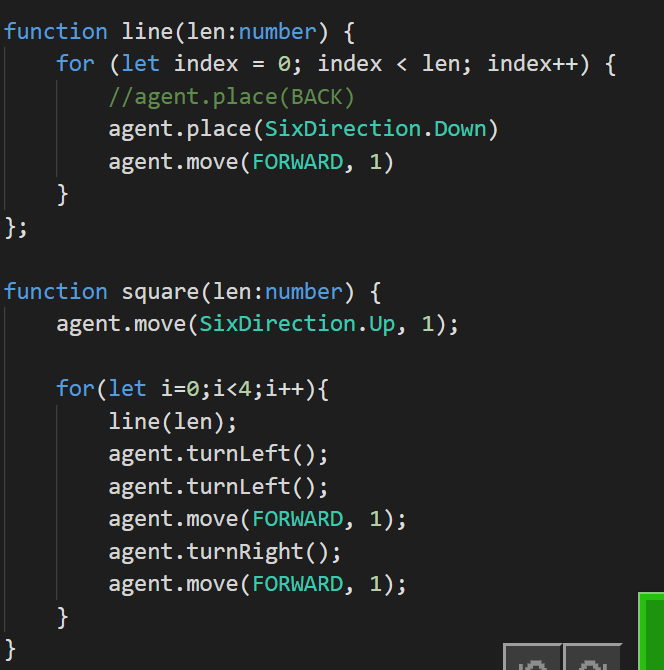 function line(len:number) {
    for (let index = 0; index < len; index++) {
        //agent.place(BACK)
        agent.place(SixDirection.Down)
        agent.move(FORWARD, 1)
    }
};

function square(len:number) {
    agent.move(SixDirection.Up, 1);

    for(let i=0;i<4;i++){
        line(len);
        agent.turnLeft();
        agent.turnLeft();
        agent.move(FORWARD, 1);
        agent.turnRight();
        agent.move(FORWARD, 1);
    }
}